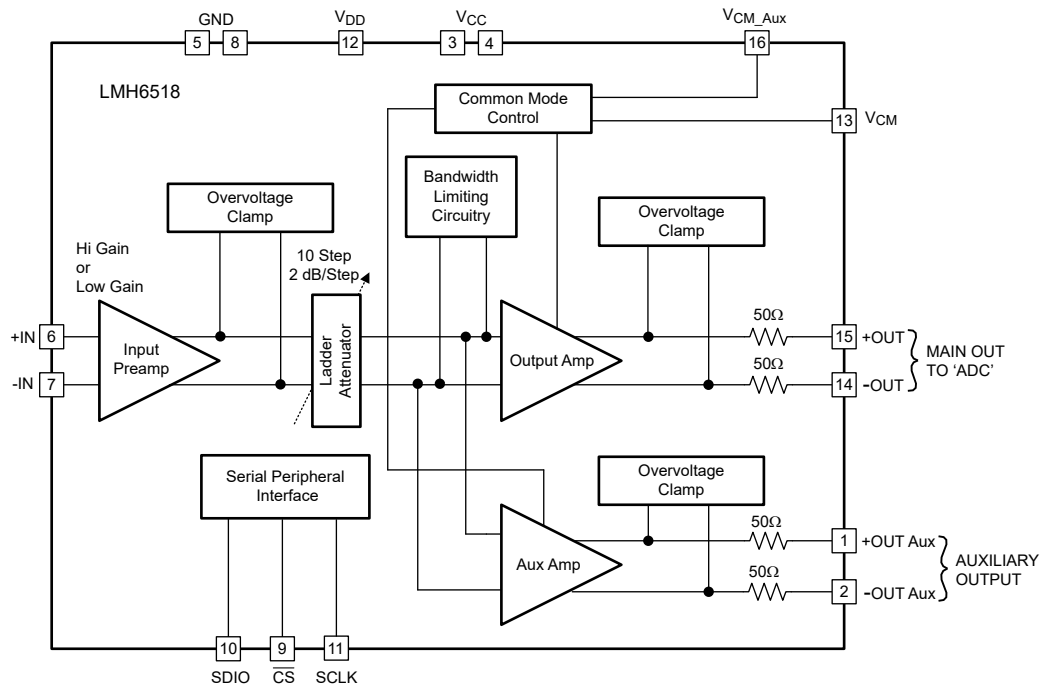 GND
V_DD
V_CC
V_CM_Aux
5
8
12
3
4
16
LMH6518
Common Mode
Control
13
V_CM
Overvoltage
Clamp
Bandwidth
Limiting
Circuitry
Overvoltage
Clamp
Hi Gain
or
Low Gain
10 Step
2 dB/Step
+IN
6
Input
Preamp
-IN
7
Ladder
Attenuator
Output Amp
50Ω
15
+OUT
50Ω
14
-OUT
MAIN OUT
TO ‘ADC’
Serial Peripheral
Interface
Overvoltage
Clamp
Aux Amp
50Ω
1
+OUT Aux
50Ω
2
-OUT Aux
AUXILIARY
OUTPUT
10
9
11
SDIO
C̅S̅
SCLK